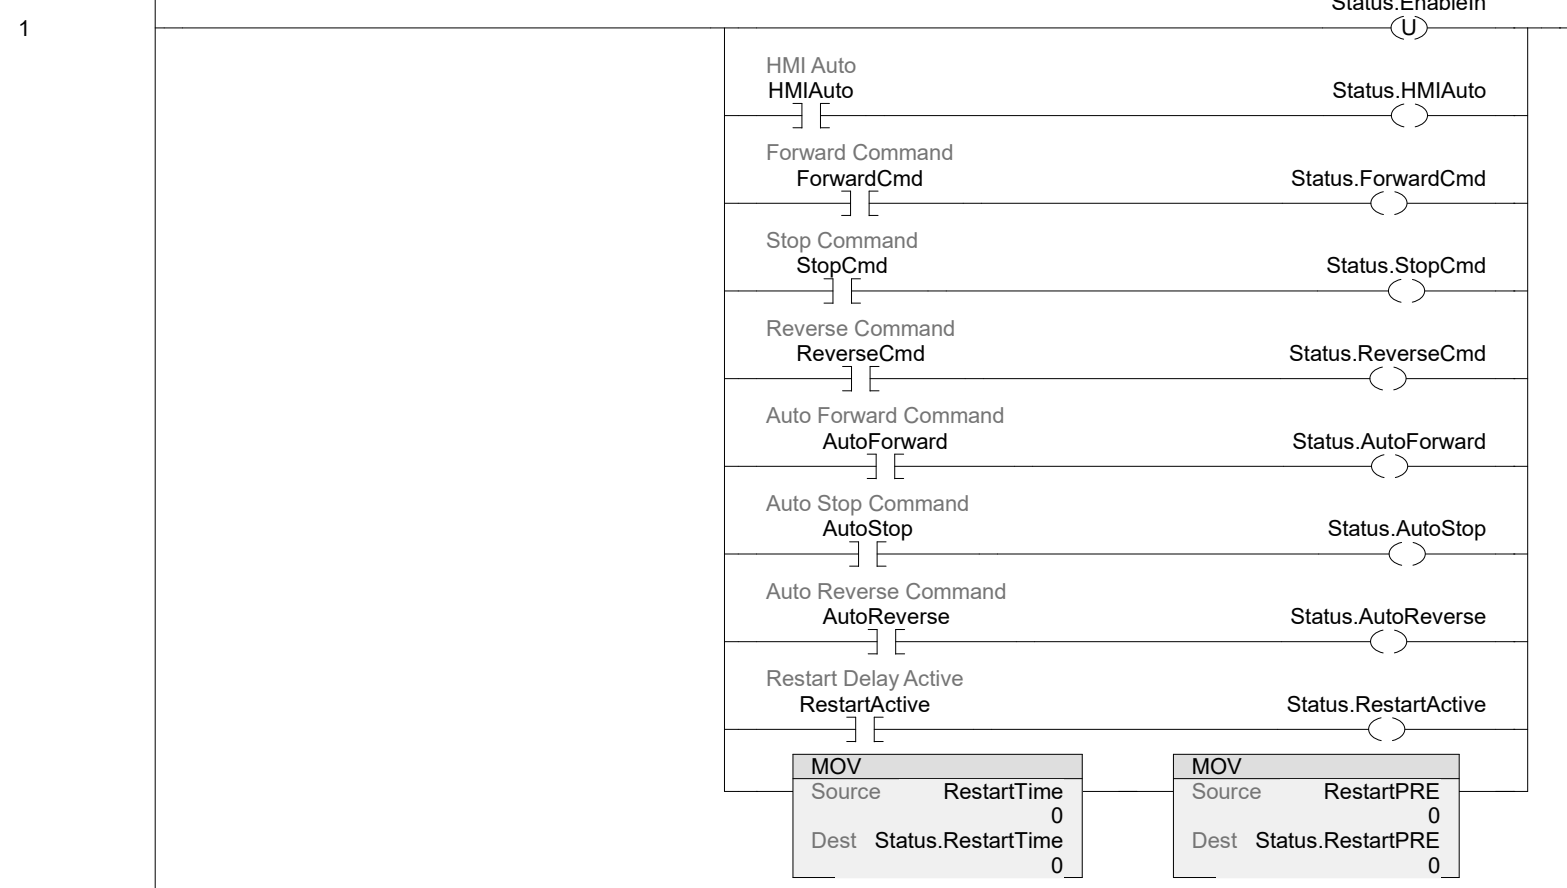 Status.EnableIn
1
U
HMI Auto
HMIAuto
Status.HMIAuto
Forward Command
ForwardCmd
Status.ForwardCmd
Stop Command
StopCmd
Status.StopCmd
Reverse Command
ReverseCmd
Status.ReverseCmd
Auto Forward Command
AutoForward
Status.AutoForward
Auto Stop Command
AutoStop
Status.AutoStop
Auto Reverse Command
AutoReverse
Status.AutoReverse
Restart Delay Active
RestartActive
Status.RestartActive
MOV
Source RestartTime
0
Dest Status.RestartTime
0
MOV
Source RestartPRE
0
Dest Status.RestartPRE
0